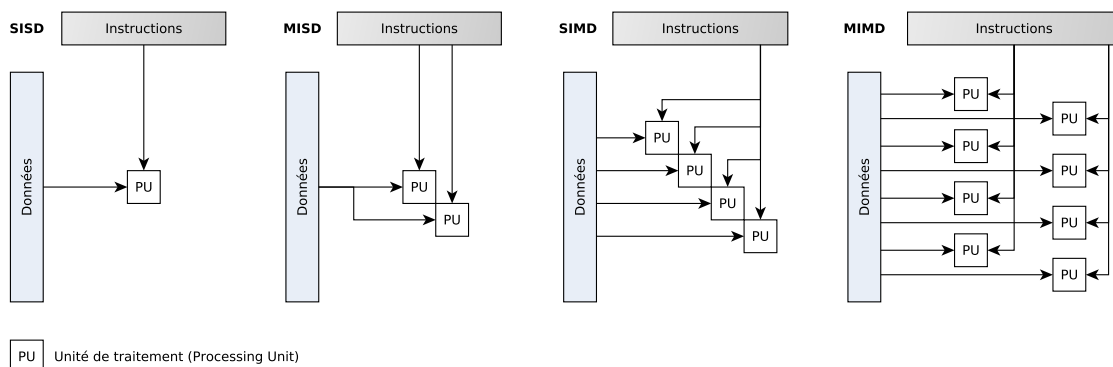 SISD
Instructions
Données
PU
MISD
Instructions
Données
PU
PU
SIMD
Instructions
Données
PU
PU
PU
PU
MIMD
Instructions
Données
PU
PU
PU
PU
PU
PU
PU
PU
PU Unité de traitement (Processing Unit)